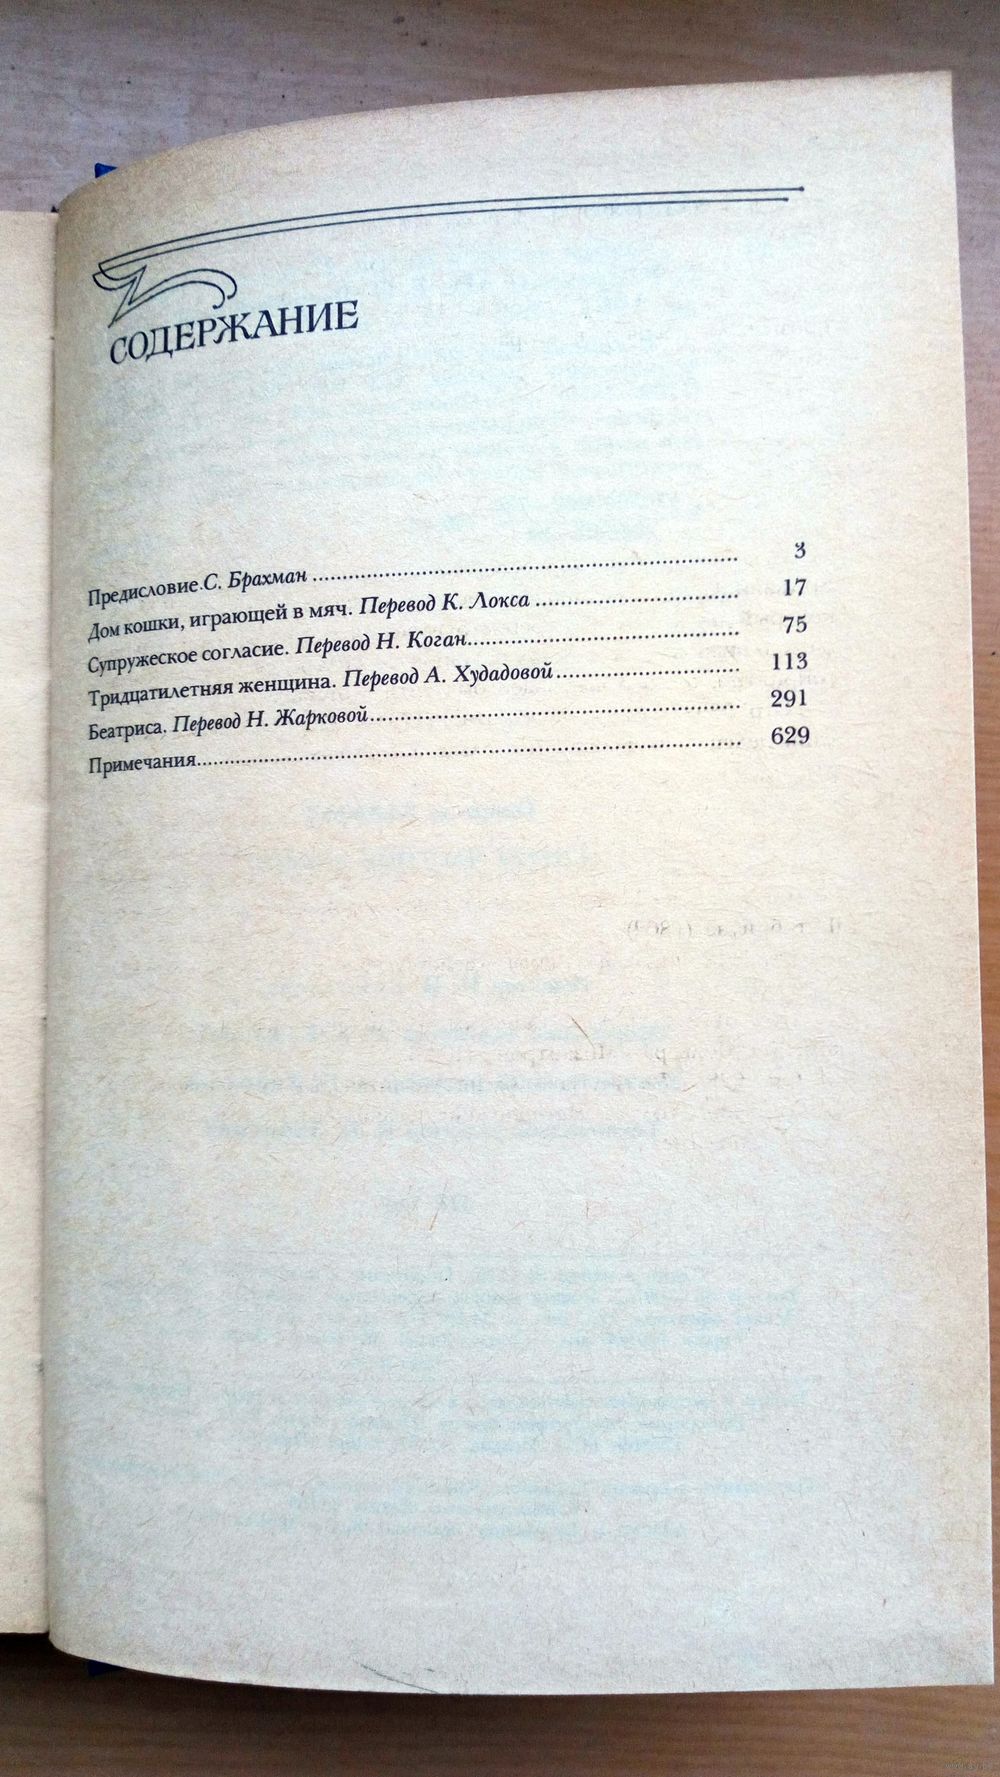 СОДЕРЖАНИЕ
Предисловие.С. Брахман ........ 3
Дом кошки, играющей в мяч. Перевод К. Локса ........ 17
Супружеское согласие. Перевод Н. Коган........ 75
Тридцатилетняя женщина. Перевод А. Худадовой ........ 113
Беатриса. Перевод Н. Жарковой........ 291
Примечания........ 629